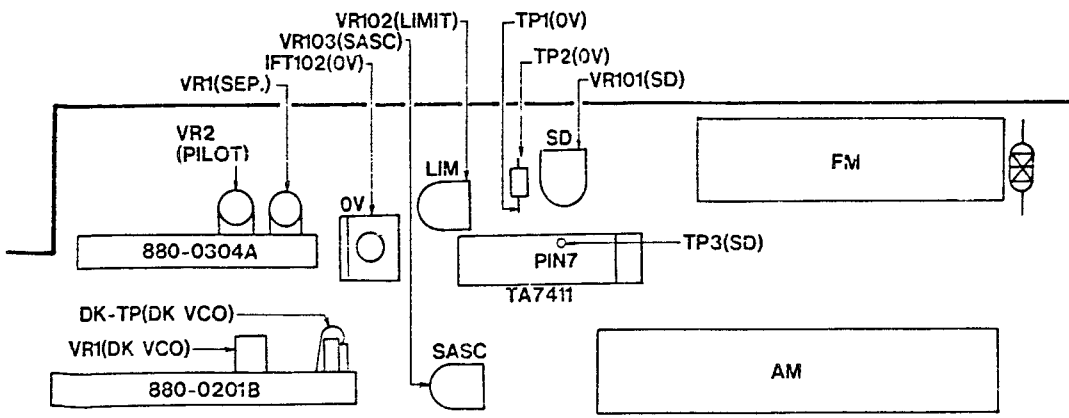 VR102(LIMIT)
TP1(0V)
VR103(SASC)
IFT102(0V)
TP2(0V)
VR1(SEP.)
VR101(SD)
VR2
(PILOT)
SD
LIM
FM
0V
880-0304A
PIN7
TP3(SD)
TA7411
DK-TP(DK VCO)
VR1(DK VCO)
SASC
AM
880-0201B